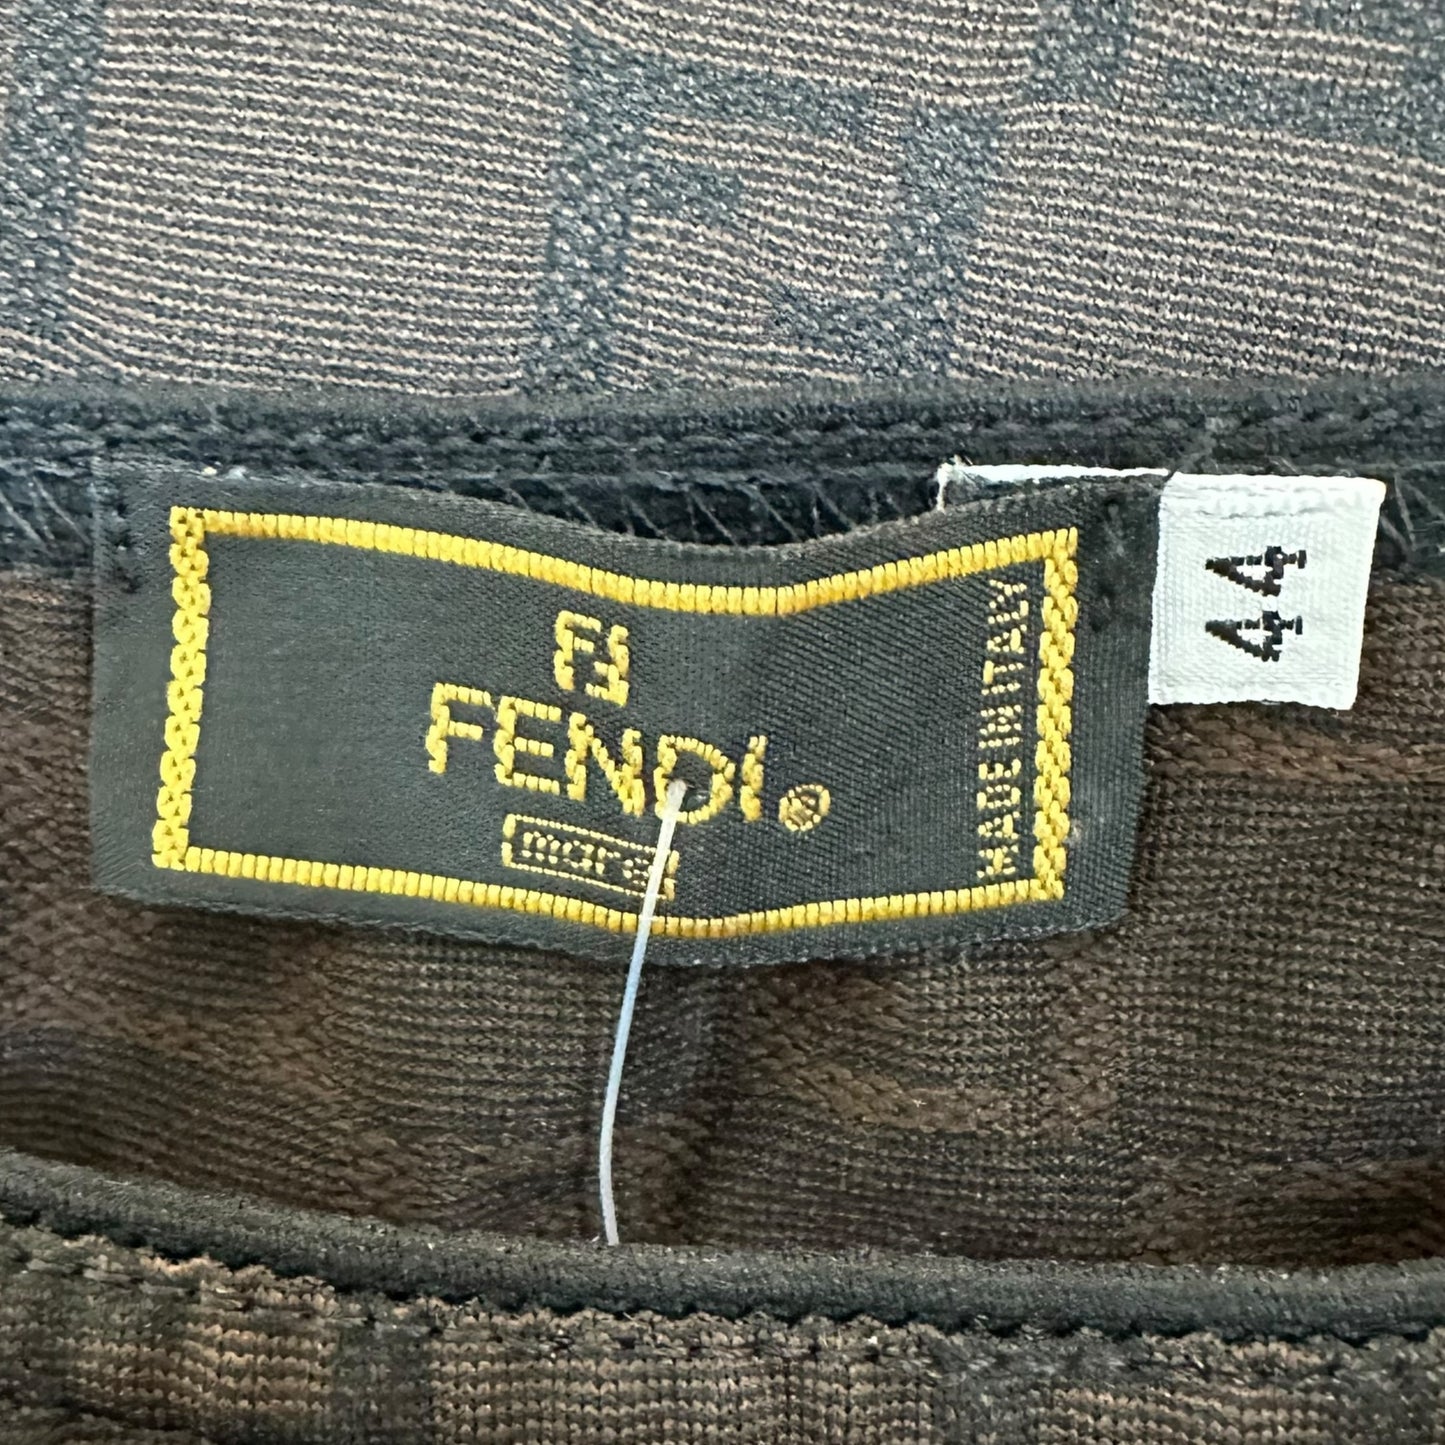 FF
FENDI ®
mare
MADE IN ITALY
44